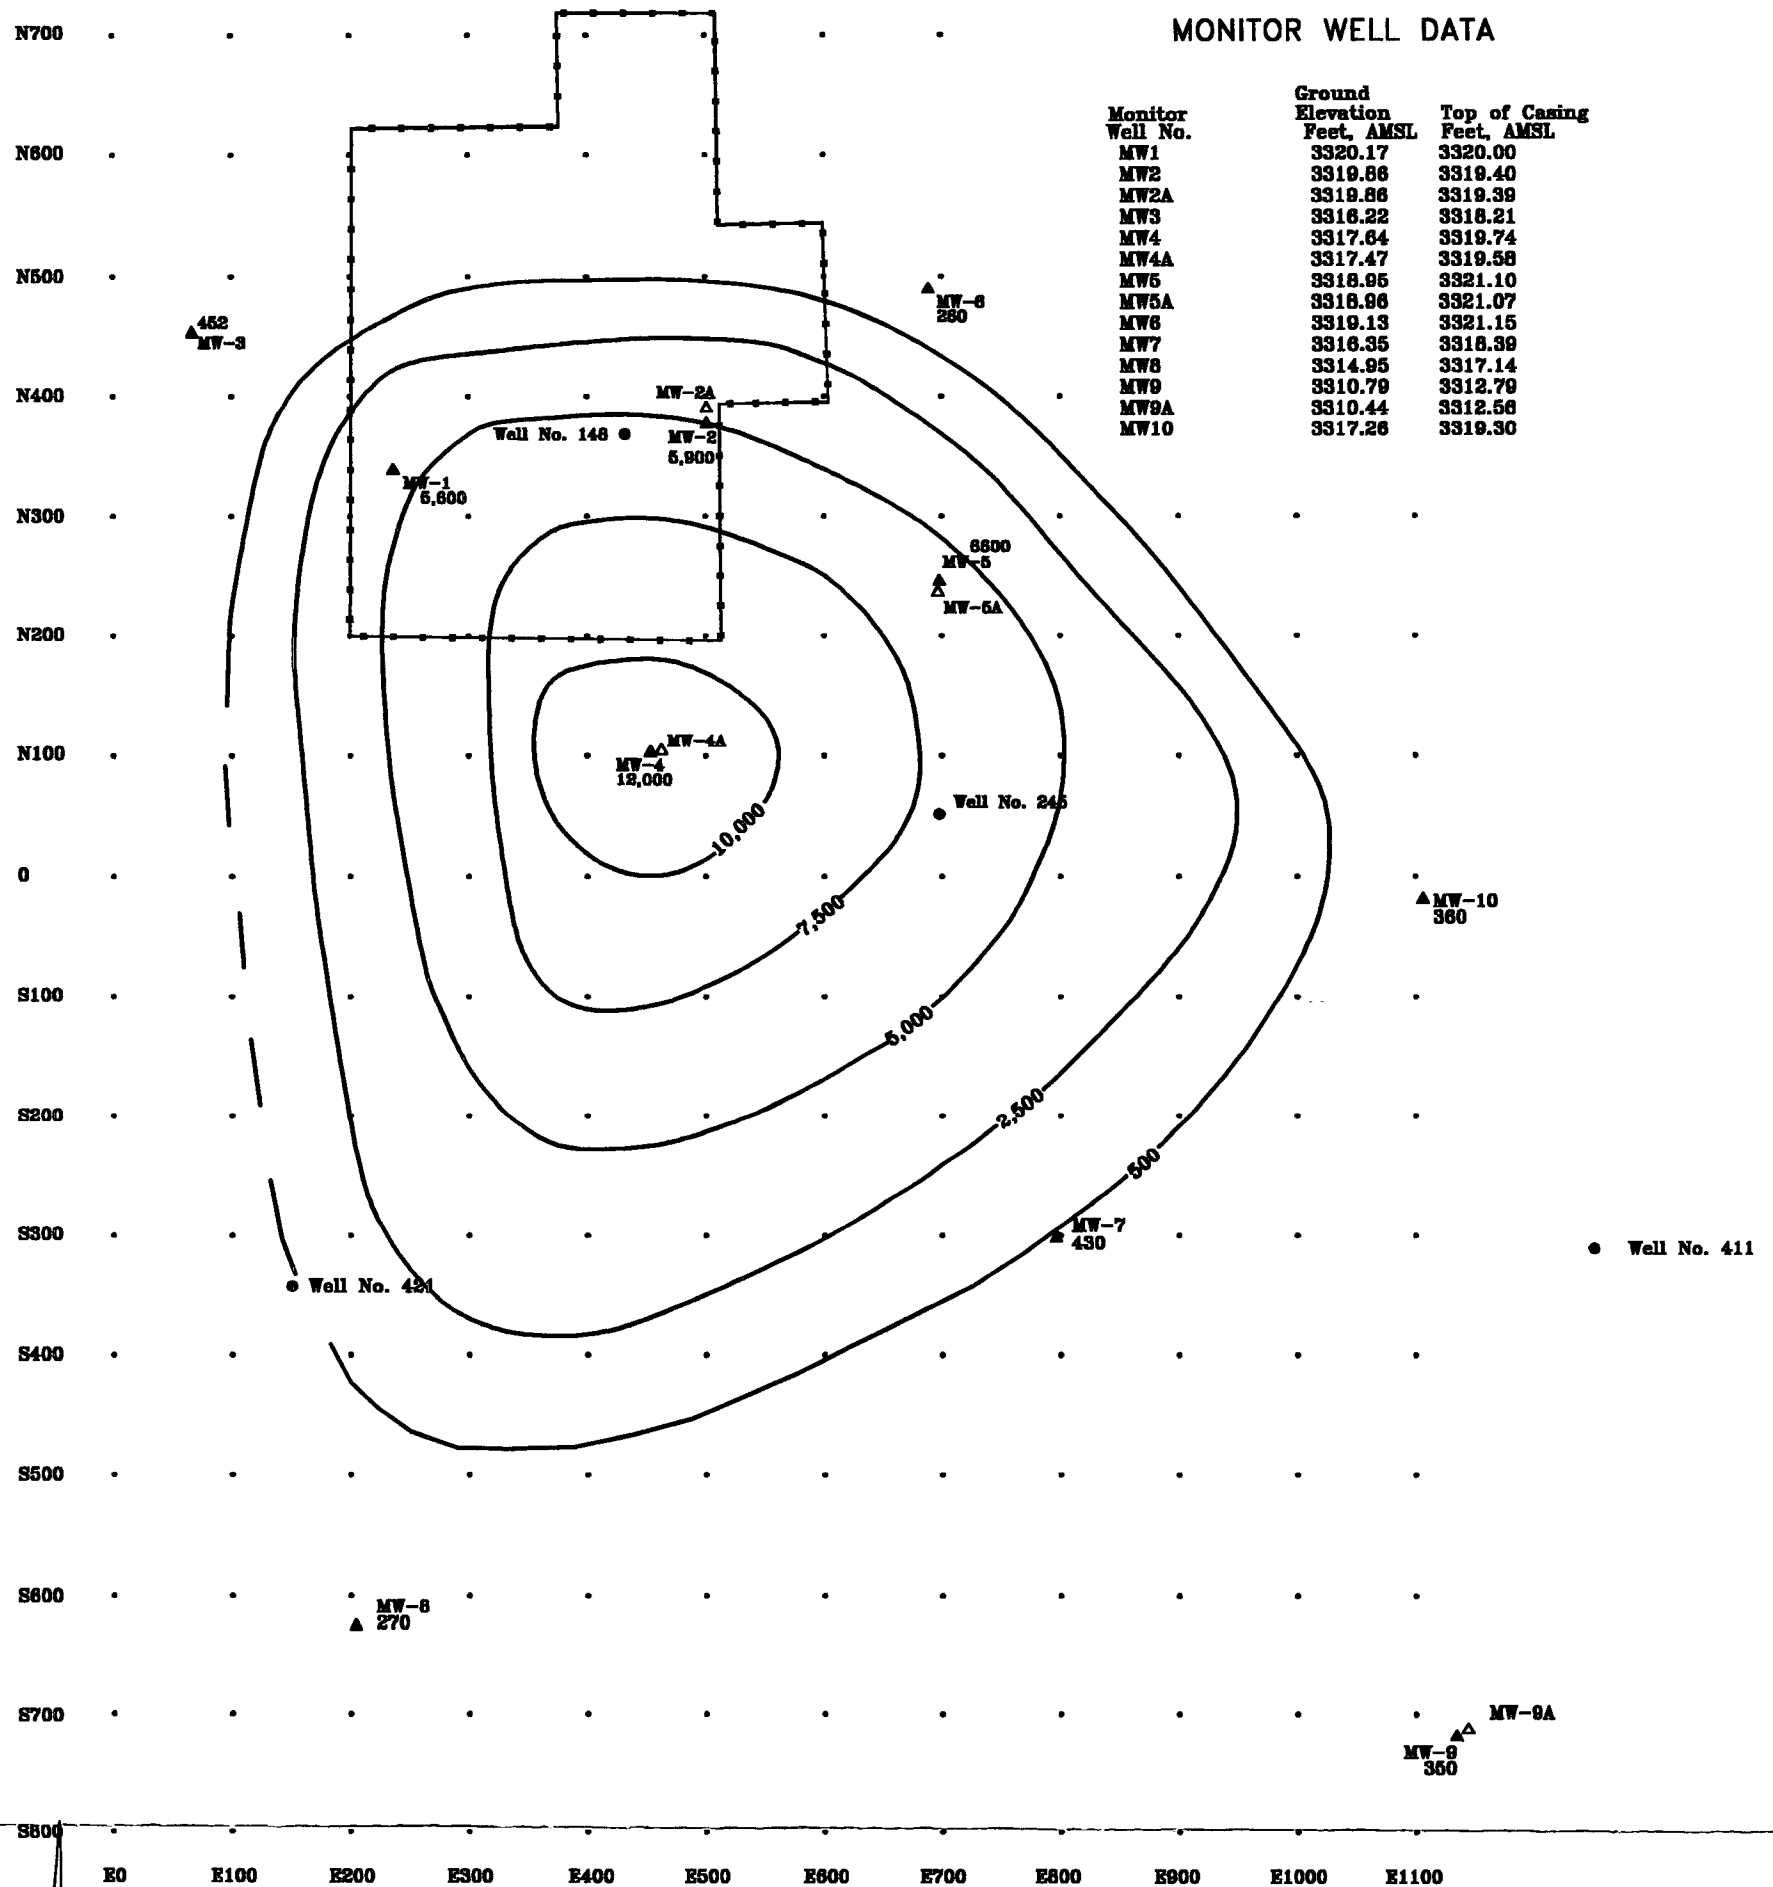 MONITOR WELL DATA
Monitor Well No. Ground Elevation Feet, AMSL Top of Casing Feet, AMSL
MW1 3320.17 3320.00
MW2 3319.86 3319.40
MW2A 3319.86 3319.39
MW3 3316.22 3318.21
MW4 3317.64 3319.74
MW4A 3317.47 3319.58
MW5 3318.95 3321.10
MW5A 3318.96 3321.07
MW6 3319.13 3321.15
MW7 3316.35 3318.39
MW8 3314.95 3317.14
MW9 3310.79 3312.79
MW9A 3310.44 3312.56
MW10 3317.26 3319.30
N700
N600
N500
N400
N300
N200
N100
0
S100
S200
S300
S400
S500
S600
S700
S800
E0 E100 E200 E300 E400 E500 E600 E700 E800 E900 E1000 E1100
452
MW-3
MW-6
260
MW-2A
Well No. 148
MW-2
5,900
MW-1
5,600
6600
MW-5
MW-5A
MW-4A
MW-4
12,000
Well No. 245
10,000
7,500
5,000
2,500
500
MW-10
360
MW-7
430
Well No. 411
Well No. 421
MW-8
270
MW-9A
MW-9
350